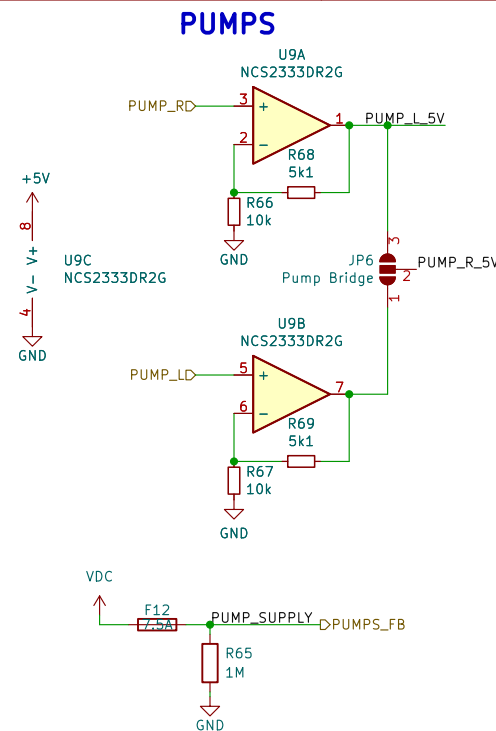 PUMPS
U9A
NCS2333DR2G
PUMP_R
3
+
1
PUMP_L_5V
2
−
R68
5k1
R66
10k
GND
+5V
8
V+
V−
4
GND
U9C
NCS2333DR2G
3
JP6
Pump Bridge
2
PUMP_R_5V
1
U9B
NCS2333DR2G
PUMP_L
5
+
7
6
−
R69
5k1
R67
10k
GND
VDC
F12
7.5A
PUMP_SUPPLY
PUMPS_FB
R65
1M
GND